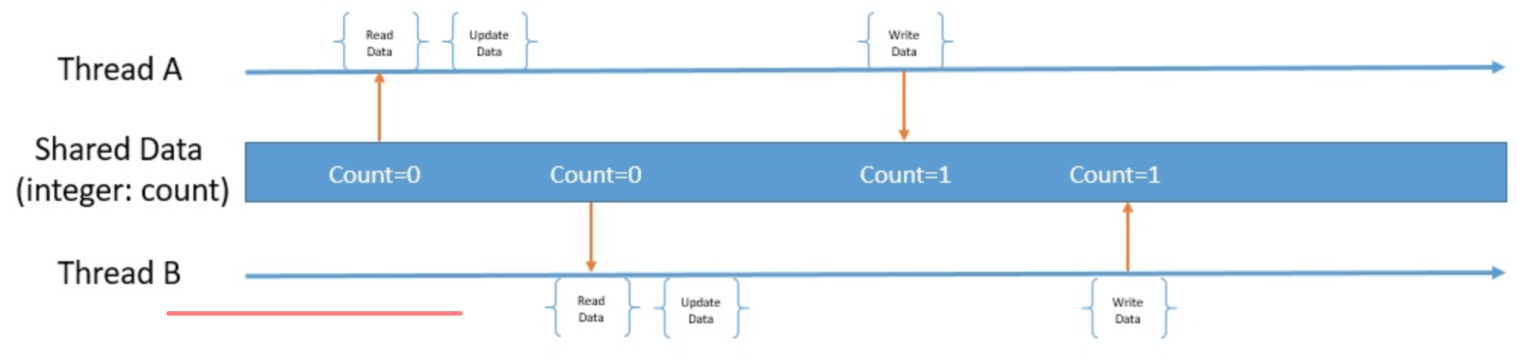 Read
Data
Update
Data
Write
Data
Thread A
Shared Data
(integer: count)
Count=0
Count=0
Count=1
Count=1
Thread B
Read
Data
Update
Data
Write
Data